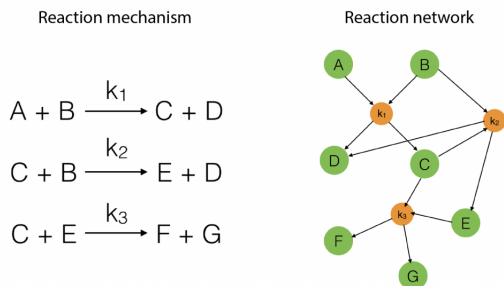 Reaction mechanism
A + B k₁ C + D
C + B k₂ E + D
C + E k₃ F + G
Reaction network
A
B
k₁
k₂
D
C
k₃
E
F
G